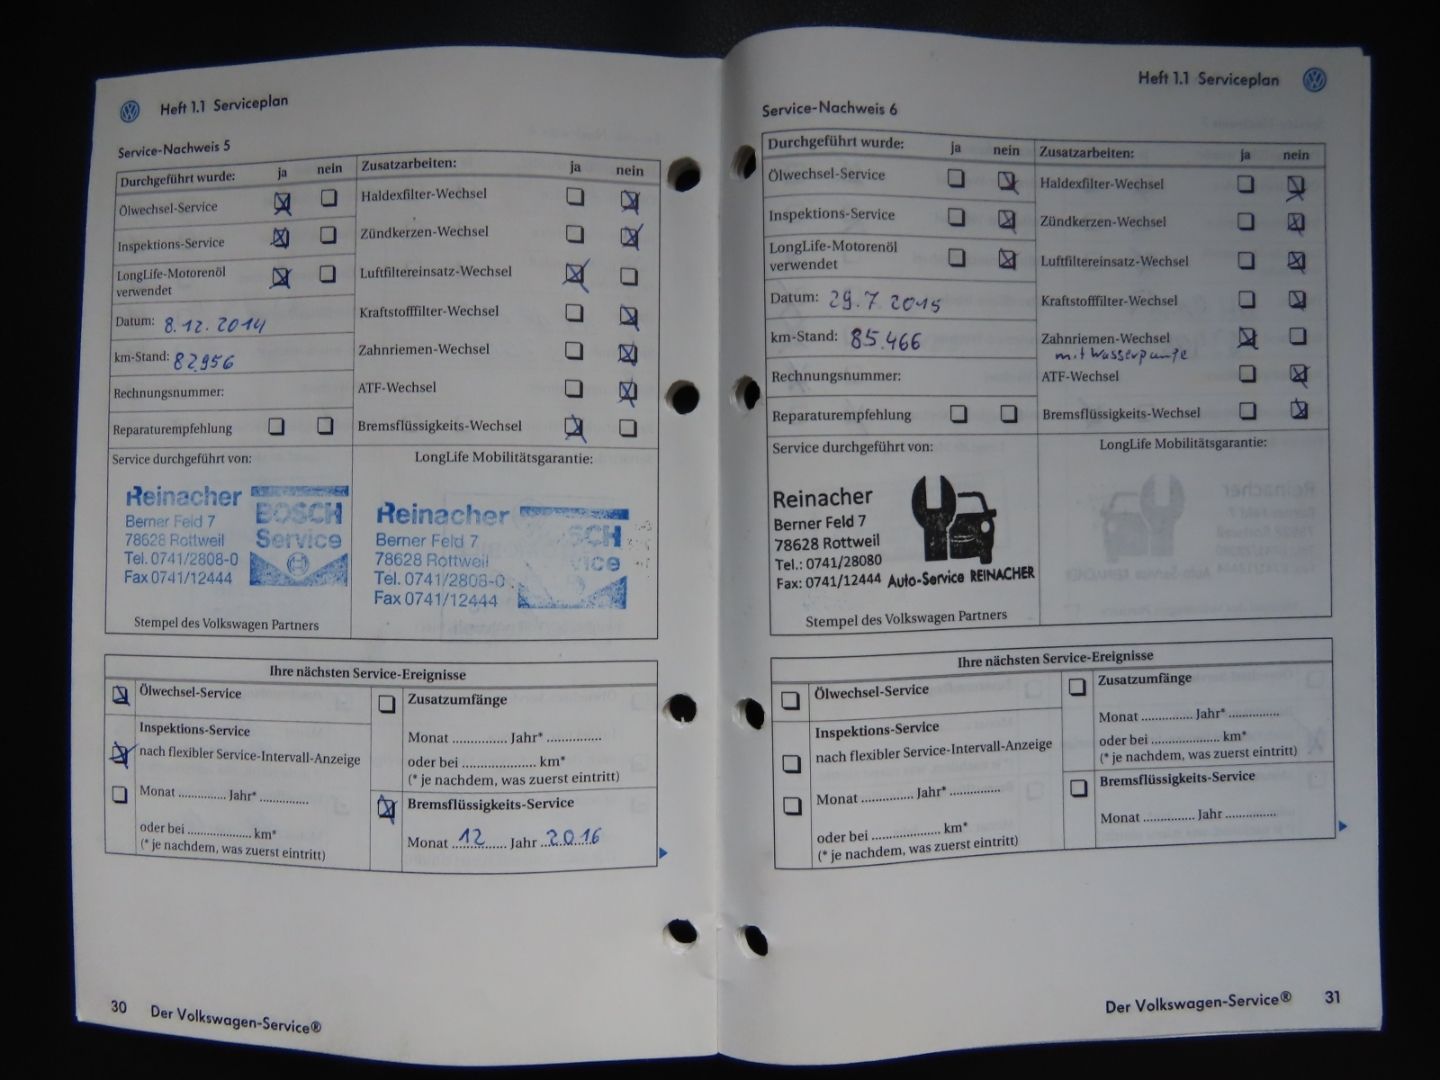 Heft 1.1 Serviceplan
Service-Nachweis 5
Durchgeführt wurde: ja nein
Ölwechsel-Service
Inspektions-Service
LongLife-Motorenöl
verwendet
Datum: 8.12.2014
km-Stand: 82956
Rechnungsnummer:
Reparaturempfehlung
Zusatzarbeiten: ja nein
Haldexfilter-Wechsel
Zündkerzen-Wechsel
Luftfiltereinsatz-Wechsel
Kraftstofffilter-Wechsel
Zahnriemen-Wechsel
ATF-Wechsel
Bremsflüssigkeits-Wechsel
Service durchgeführt von:
Reinacher
Berner Feld 7
78628 Rottweil
Tel. 0741/2808-0
Fax 0741/12444
BOSCH
Service
Stempel des Volkswagen Partners
LongLife Mobilitätsgarantie:
Reinacher
Berner Feld 7
78628 Rottweil
Tel. 0741/2808-0
Fax 0741/12444
SCH
vice
Ihre nächsten Service-Ereignisse
Ölwechsel-Service
Inspektions-Service
nach flexibler Service-Intervall-Anzeige
Monat .............. Jahr* ..............
oder bei .................... km*
(* je nachdem, was zuerst eintritt)
Zusatzumfänge
Monat ............... Jahr* ...............
oder bei .................... km*
(* je nachdem, was zuerst eintritt)
Bremsflüssigkeits-Service
Monat 12 Jahr 2016
30 Der Volkswagen-Service®
Heft 1.1 Serviceplan
Service-Nachweis 6
Durchgeführt wurde: ja nein
Ölwechsel-Service
Inspektions-Service
LongLife-Motorenöl
verwendet
Datum: 29.7.2015
km-Stand: 85.466
Rechnungsnummer:
Reparaturempfehlung
Zusatzarbeiten: ja nein
Haldexfilter-Wechsel
Zündkerzen-Wechsel
Luftfiltereinsatz-Wechsel
Kraftstofffilter-Wechsel
Zahnriemen-Wechsel
mit Wasserpumpe
ATF-Wechsel
Bremsflüssigkeits-Wechsel
Service durchgeführt von:
Reinacher
Berner Feld 7
78628 Rottweil
Tel.: 0741/28080
Fax: 0741/12444
Auto-Service REINACHER
Stempel des Volkswagen Partners
LongLife Mobilitätsgarantie:
Ihre nächsten Service-Ereignisse
Ölwechsel-Service
Inspektions-Service
nach flexibler Service-Intervall-Anzeige
Monat ............... Jahr* ...............
oder bei .................... km*
(* je nachdem, was zuerst eintritt)
Zusatzumfänge
Monat ............... Jahr* ...............
oder bei .................... km*
(* je nachdem, was zuerst eintritt)
Bremsflüssigkeits-Service
Monat ............... Jahr ...............
Der Volkswagen-Service® 31